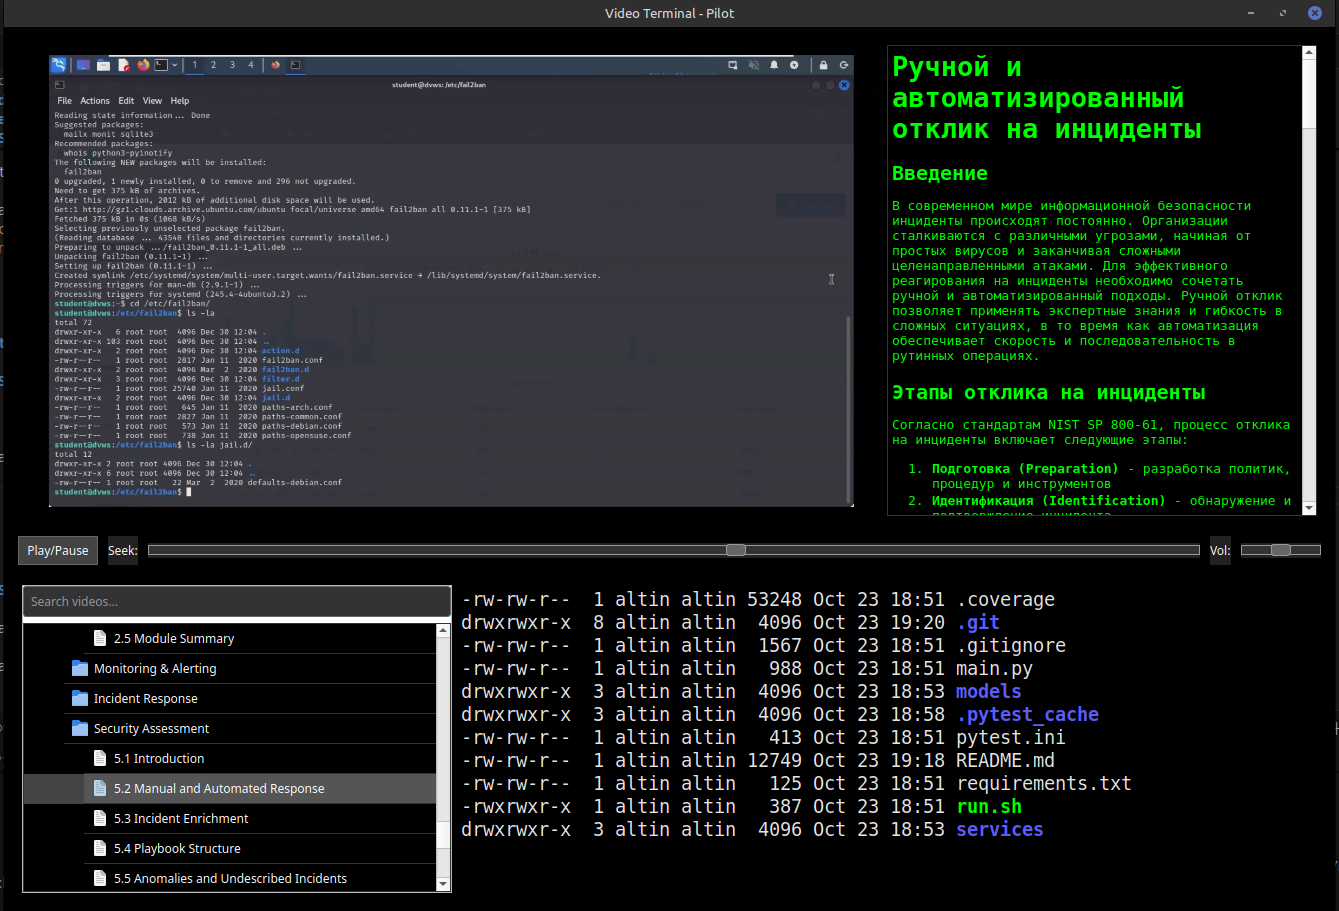 Video Terminal - Pilot
1 2 3 4
student@dvws: /etc/fail2ban
File Actions Edit View Help
Reading state information... Done
Suggested packages:
mailx monit sqlite3
Recommended packages:
whois python3-pyinotify
The following NEW packages will be installed:
fail2ban
0 upgraded, 1 newly installed, 0 to remove and 296 not upgraded.
Need to get 375 kB of archives.
After this operation, 2012 kB of additional disk space will be used.
Get:1 http://gz1.clouds.archive.ubuntu.com/ubuntu focal/universe amd64 fail2ban all 0.11.1-1 [375 kB]
Fetched 375 kB in 0s (1068 kB/s)
Selecting previously unselected package fail2ban.
(Reading database ... 43548 files and directories currently installed.)
Preparing to unpack .../fail2ban_0.11.1-1_all.deb ...
Unpacking fail2ban (0.11.1-1) ...
Setting up fail2ban (0.11.1-1) ...
Created symlink /etc/systemd/system/multi-user.target.wants/fail2ban.service → /lib/systemd/system/fail2ban.service.
Processing triggers for man-db (2.9.1-1) ...
Processing triggers for systemd (245.4-4ubuntu3.2) ...
student@dvws:~$ cd /etc/fail2ban/
student@dvws:/etc/fail2ban$ ls -la
total 72
drwxr-xr-x 6 root root 4096 Dec 30 12:04 .
drwxr-xr-x 103 root root 4096 Dec 30 12:04 ..
drwxr-xr-x 2 root root 4096 Dec 30 12:04 action.d
-rw-r--r-- 1 root root 2817 Jan 11 2020 fail2ban.conf
drwxr-xr-x 2 root root 4096 Mar 2 2020 fail2ban.d
drwxr-xr-x 3 root root 4096 Dec 30 12:04 filter.d
-rw-r--r-- 1 root root 25740 Jan 11 2020 jail.conf
drwxr-xr-x 2 root root 4096 Dec 30 12:04 jail.d
-rw-r--r-- 1 root root 645 Jan 11 2020 paths-arch.conf
-rw-r--r-- 1 root root 2827 Jan 11 2020 paths-common.conf
-rw-r--r-- 1 root root 573 Jan 11 2020 paths-debian.conf
-rw-r--r-- 1 root root 738 Jan 11 2020 paths-opensuse.conf
student@dvws:/etc/fail2ban$ ls -la jail.d/
total 12
drwxr-xr-x 2 root root 4096 Dec 30 12:04 .
drwxr-xr-x 6 root root 4096 Dec 30 12:04 ..
-rw-r--r-- 1 root root 22 Mar 2 2020 defaults-debian.conf
student@dvws:/etc/fail2ban$
Ручной и
автоматизированный
отклик на инциденты
Введение
В современном мире информационной безопасности
инциденты происходят постоянно. Организации
сталкиваются с различными угрозами, начиная от
простых вирусов и заканчивая сложными
целенаправленными атаками. Для эффективного
реагирования на инциденты необходимо сочетать
ручной и автоматизированный подходы. Ручной отклик
позволяет применять экспертные знания и гибкость в
сложных ситуациях, в то время как автоматизация
обеспечивает скорость и последовательность в
рутинных операциях.
Этапы отклика на инциденты
Согласно стандартам NIST SP 800-61, процесс отклика
на инциденты включает следующие этапы:
1. Подготовка (Preparation) - разработка политик,
процедур и инструментов
2. Идентификация (Identification) - обнаружение и
Play/Pause
Seek:
Vol:
Search videos...
2.5 Module Summary
Monitoring & Alerting
Incident Response
Security Assessment
5.1 Introduction
5.2 Manual and Automated Response
5.3 Incident Enrichment
5.4 Playbook Structure
5.5 Anomalies and Undescribed Incidents
-rw-rw-r-- 1 altin altin 53248 Oct 23 18:51 .coverage
drwxrwxr-x 8 altin altin 4096 Oct 23 19:20 .git
-rw-rw-r-- 1 altin altin 1567 Oct 23 18:51 .gitignore
-rw-rw-r-- 1 altin altin 988 Oct 23 18:51 main.py
drwxrwxr-x 3 altin altin 4096 Oct 23 18:53 models
drwxrwxr-x 3 altin altin 4096 Oct 23 18:58 .pytest_cache
-rw-rw-r-- 1 altin altin 413 Oct 23 18:51 pytest.ini
-rw-rw-r-- 1 altin altin 12749 Oct 23 19:18 README.md
-rw-rw-r-- 1 altin altin 125 Oct 23 18:51 requirements.txt
-rwxrwxr-x 1 altin altin 387 Oct 23 18:51 run.sh
drwxrwxr-x 3 altin altin 4096 Oct 23 18:53 services